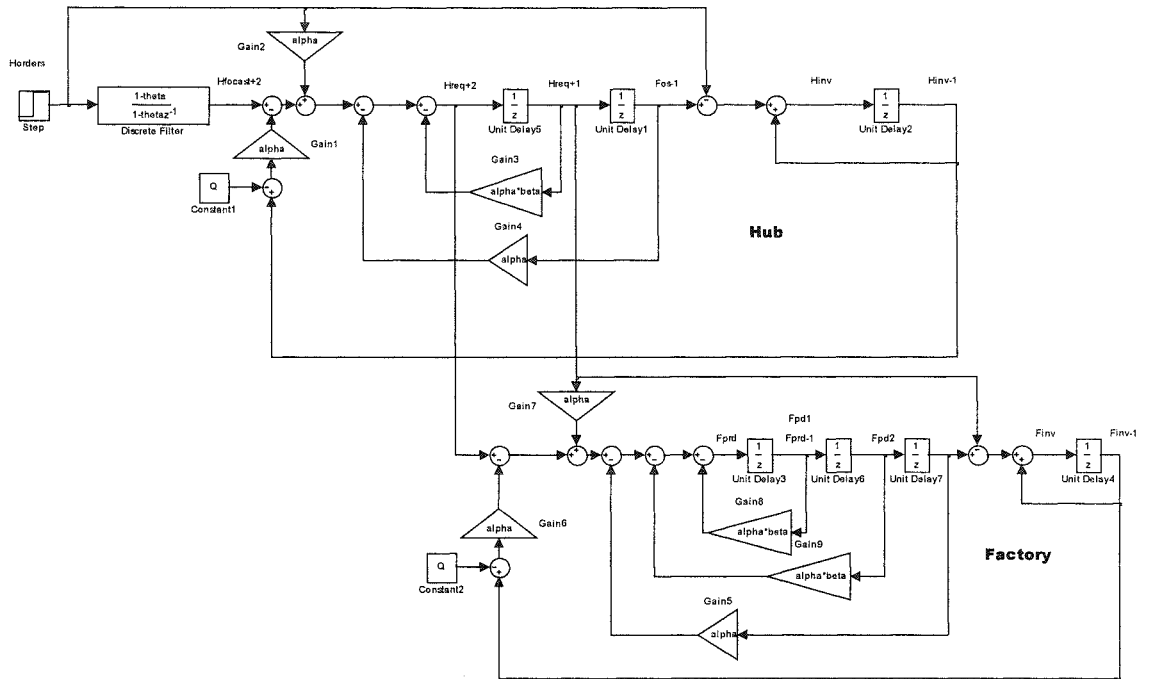 alpha
Gain2
Horders
Hfocast+2
Hreq+2
Hreq+1
Fos-1
Hinv
Hinv-1
Step
1-theta
1-thetaz-1
Discrete Filter
1
z
Unit Delay5
1
z
Unit Delay1
1
z
Unit Delay2
alpha
Gain1
Gain3
alpha*beta
Q
Constant1
Gain4
alpha
Hub
Gain7
alpha
Fprd
Fpd1
Fprd-1
Fpd2
Finv
Finv-1
1
z
Unit Delay3
1
z
Unit Delay6
1
z
Unit Delay7
1
z
Unit Delay4
Gain8
alpha*beta
Gain9
alpha
Gain6
Q
Constant2
alpha*beta
Factory
Gain5
alpha